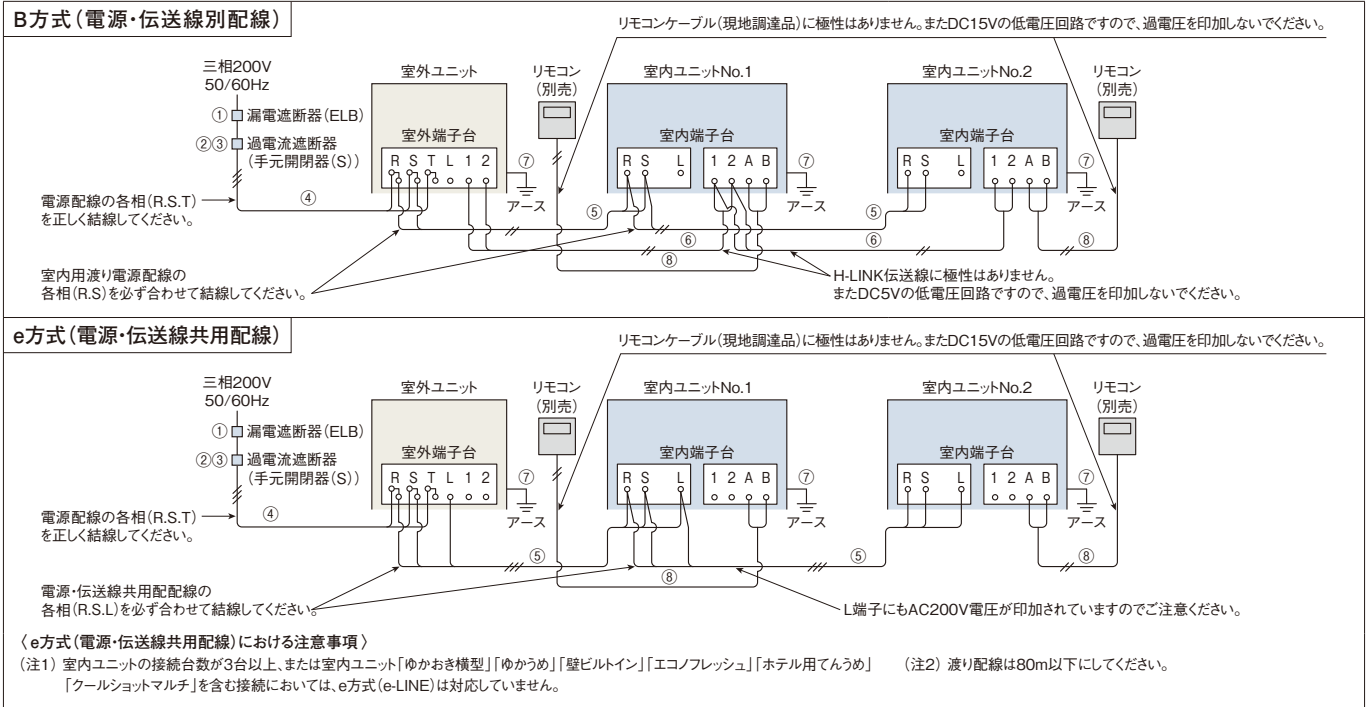 B方式(電源・伝送線別配線)
リモコンケーブル(現地調達品)に極性はありません。またDC15Vの低電圧回路ですので、過電圧を印加しないでください。
三相200V
50/60Hz
室外ユニット
リモコン
(別売)
室内ユニットNo.1
室内ユニットNo.2
リモコン
(別売)
① 漏電遮断器(ELB)
②③ 過電流遮断器
(手元開閉器(S))
室外端子台
室内端子台
室内端子台
R S T L 1 2
R S L
1 2 A B
R S L
1 2 A B
⑦
⑦
⑦
アース
アース
アース
電源配線の各相(R.S.T)
を正しく結線してください。
④
⑤
⑤
⑥
⑥
⑧
⑧
室内用渡り電源配線の
各相(R.S)を必ず合わせて結線してください。
H-LINK伝送線に極性はありません。
またDC5Vの低電圧回路ですので、過電圧を印加しないでください。
e方式(電源・伝送線共用配線)
リモコンケーブル(現地調達品)に極性はありません。またDC15Vの低電圧回路ですので、過電圧を印加しないでください。
三相200V
50/60Hz
室外ユニット
リモコン
(別売)
室内ユニットNo.1
室内ユニットNo.2
リモコン
(別売)
① 漏電遮断器(ELB)
②③ 過電流遮断器
(手元開閉器(S))
室外端子台
室内端子台
室内端子台
R S T L 1 2
R S L
1 2 A B
R S L
1 2 A B
⑦
⑦
⑦
アース
アース
アース
電源配線の各相(R.S.T)
を正しく結線してください。
④
⑤
⑤
⑧
⑧
電源・伝送線共用配配線の
各相(R.S.L)を必ず合わせて結線してください。
L端子にもAC200V電圧が印加されていますのでご注意ください。
〈e方式(電源・伝送線共用配線)における注意事項〉
(注1) 室内ユニットの接続台数が3台以上、または室内ユニット「ゆかおき横型」「ゆかうめ」「壁ビルトイン」「エコノフレッシュ」「ホテル用てんうめ」
「クールショットマルチ」を含む接続においては、e方式(e-LINE)は対応していません。
(注2) 渡り配線は80m以下にしてください。